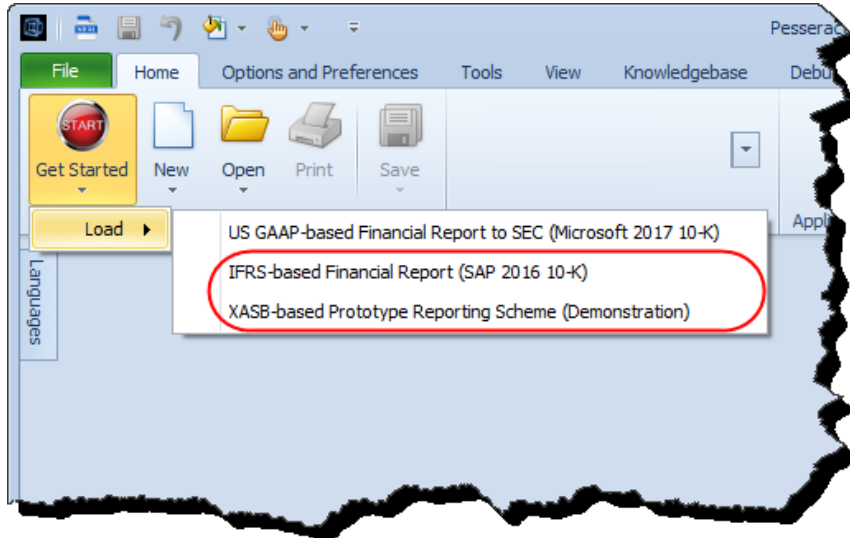 Pesserac
File Home Options and Preferences Tools View Knowledgebase Debu
START
Get Started New Open Print Save
Load
US GAAP-based Financial Report to SEC (Microsoft 2017 10-K)
IFRS-based Financial Report (SAP 2016 10-K)
XASB-based Prototype Reporting Scheme (Demonstration)
Appli
Languages